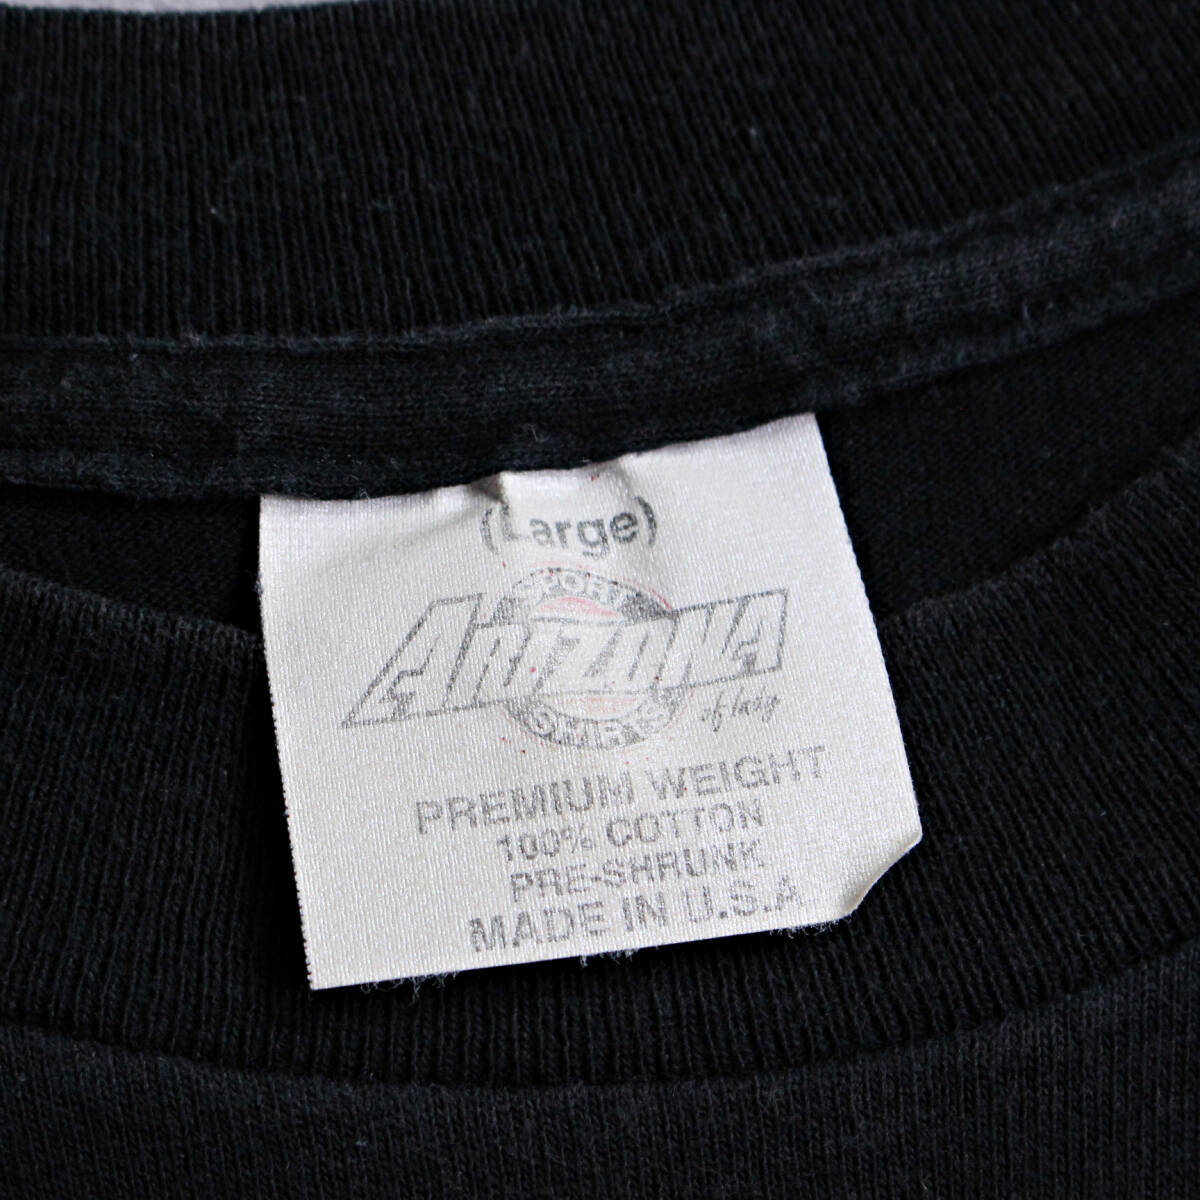 (Large)
SPORT
ARIZONA
SHIRTS
PREMIUM WEIGHT
100% COTTON
PRE-SHRUNK
MADE IN U.S.A